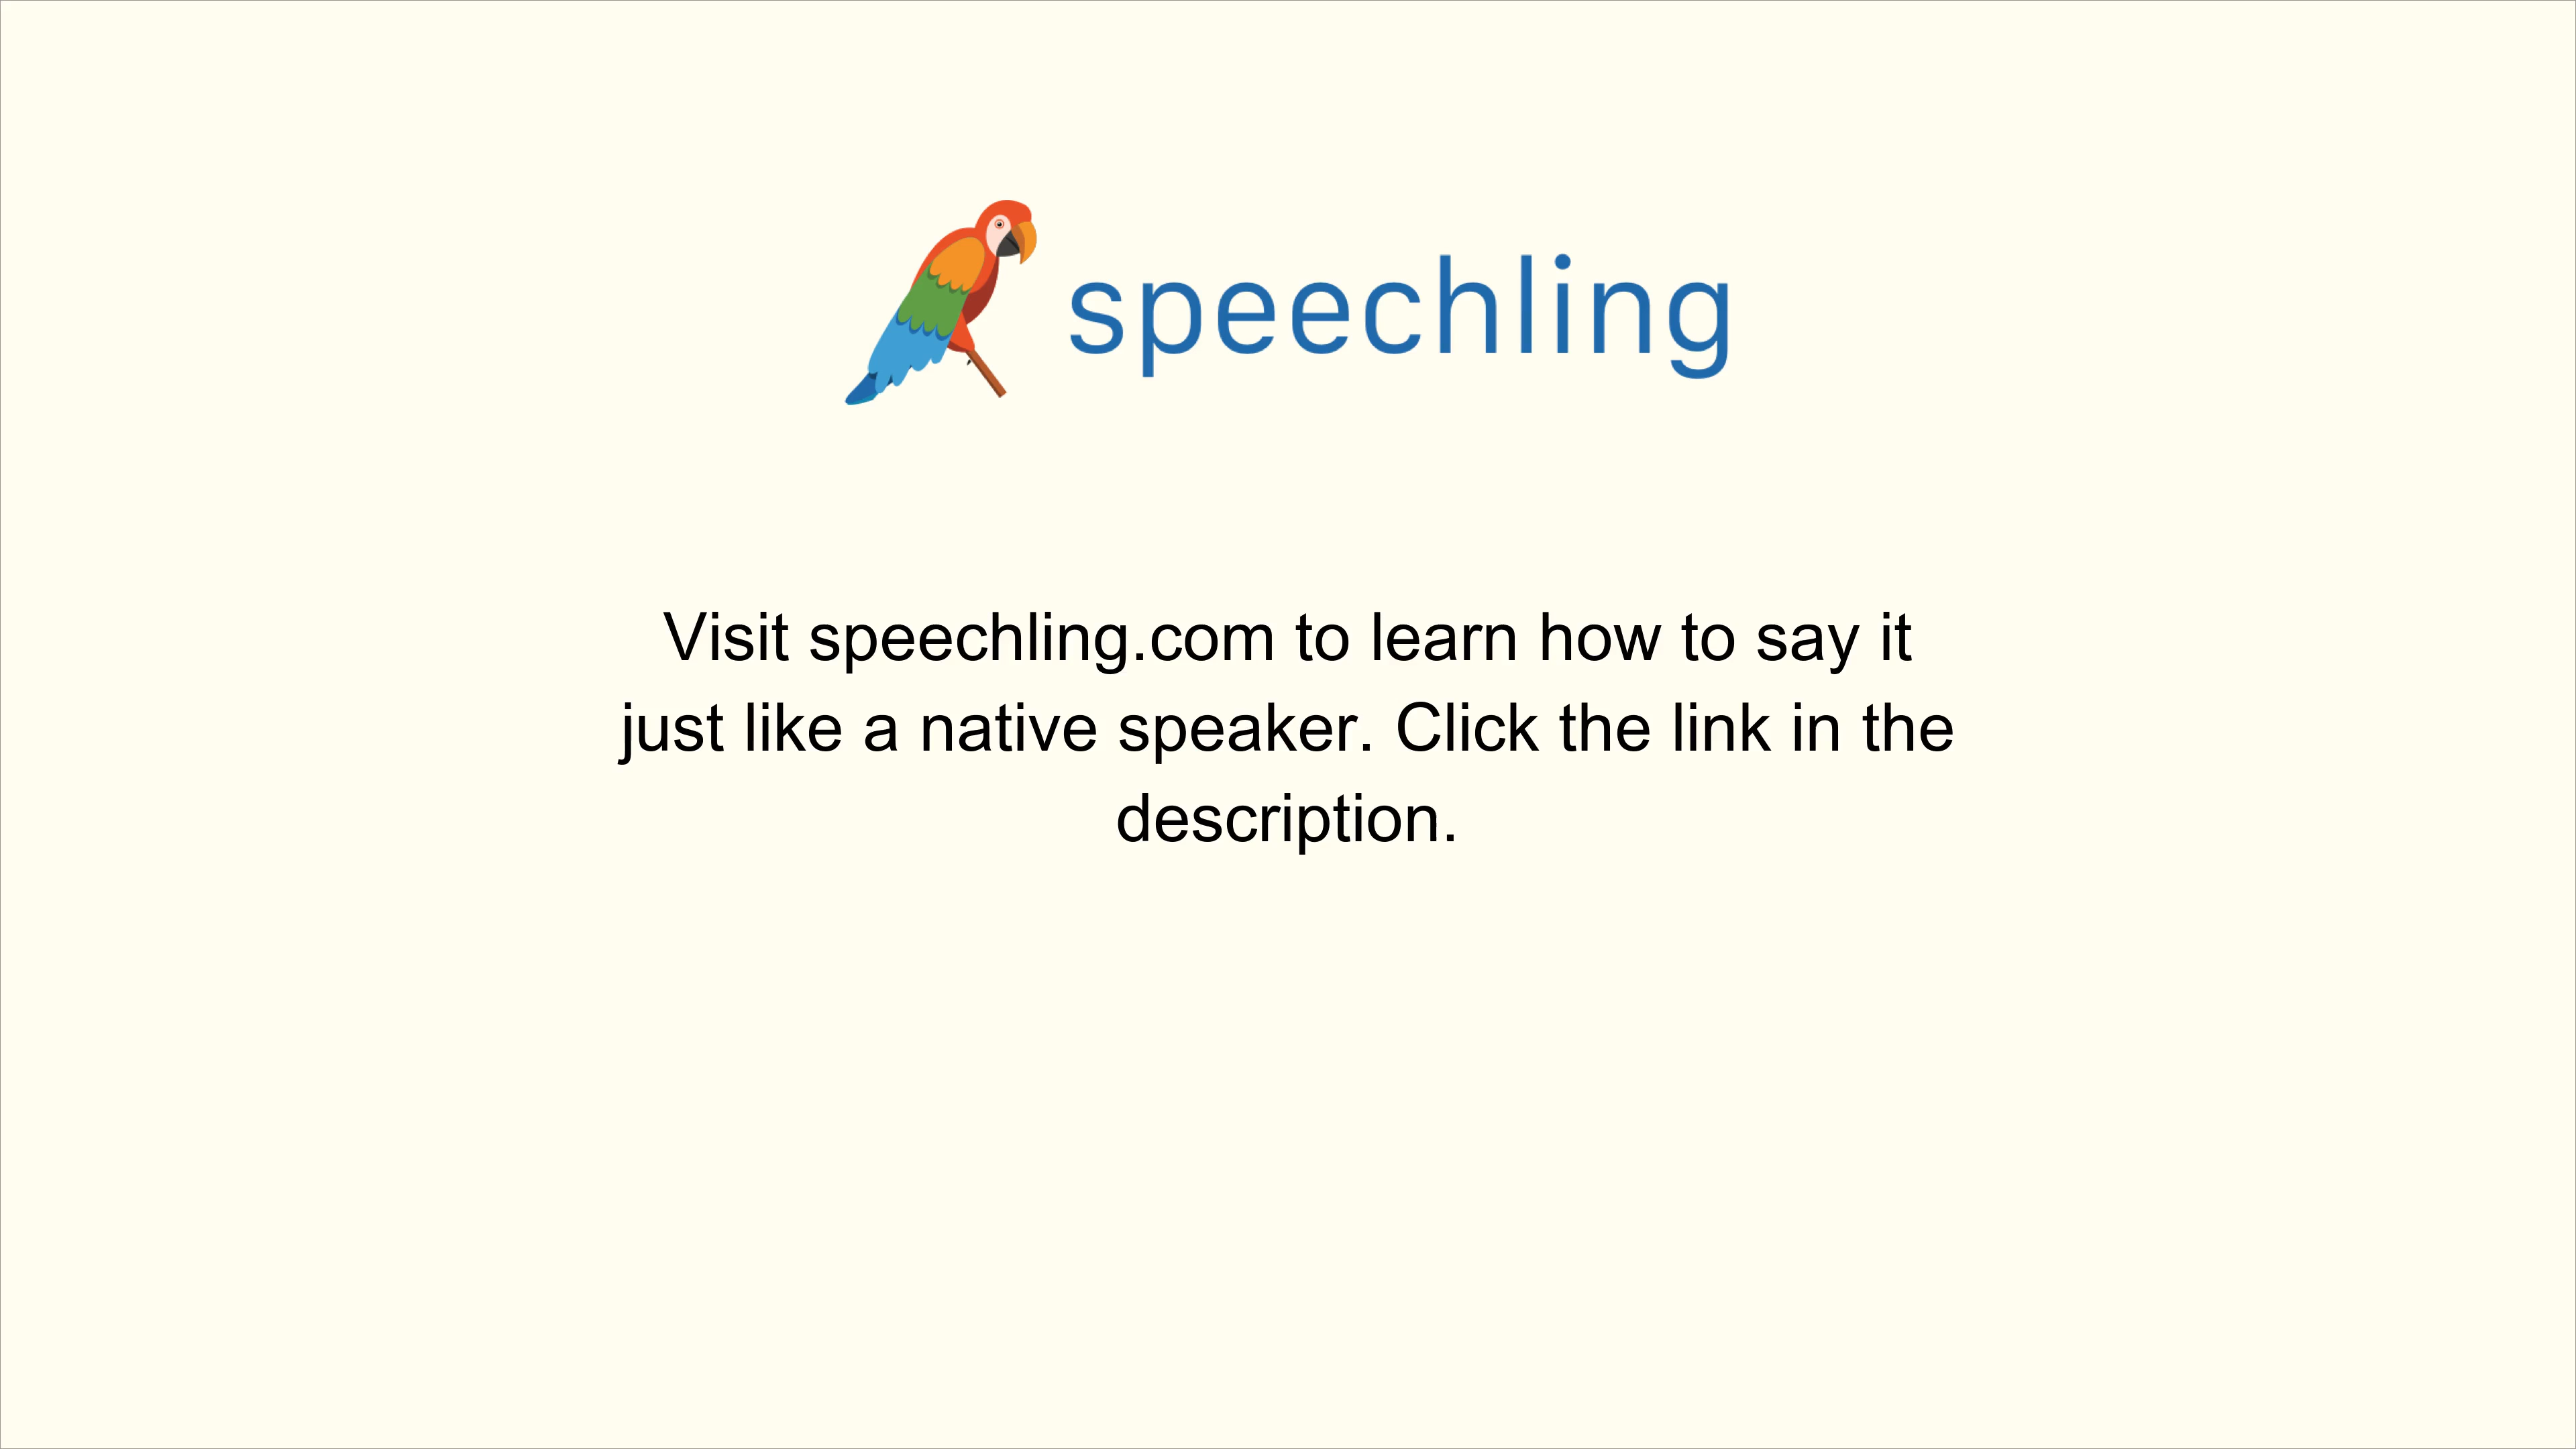 speechling
Visit speechling.com to learn how to say it
just like a native speaker. Click the link in the
description.